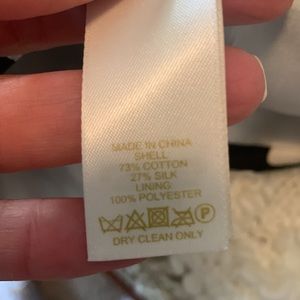 MADE IN CHINA
SHELL
73% COTTON
27% SILK
LINING
100% POLYESTER
P
DRY CLEAN ONLY